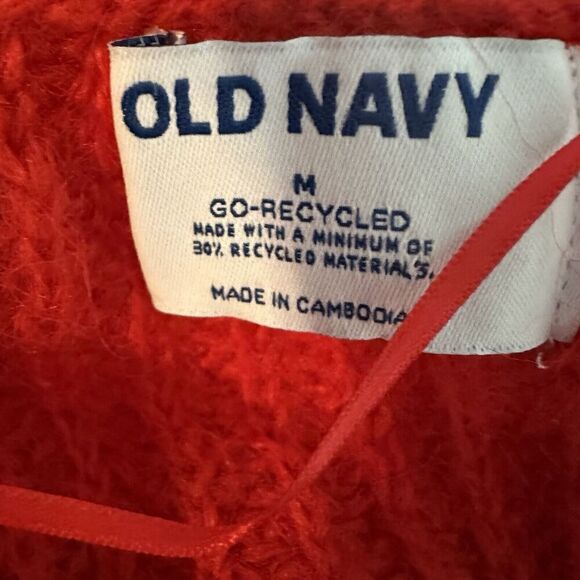 OLD NAVY
M
GO-RECYCLED
MADE WITH A MINIMUM OF
30% RECYCLED MATERIALS.
MADE IN CAMBODIA